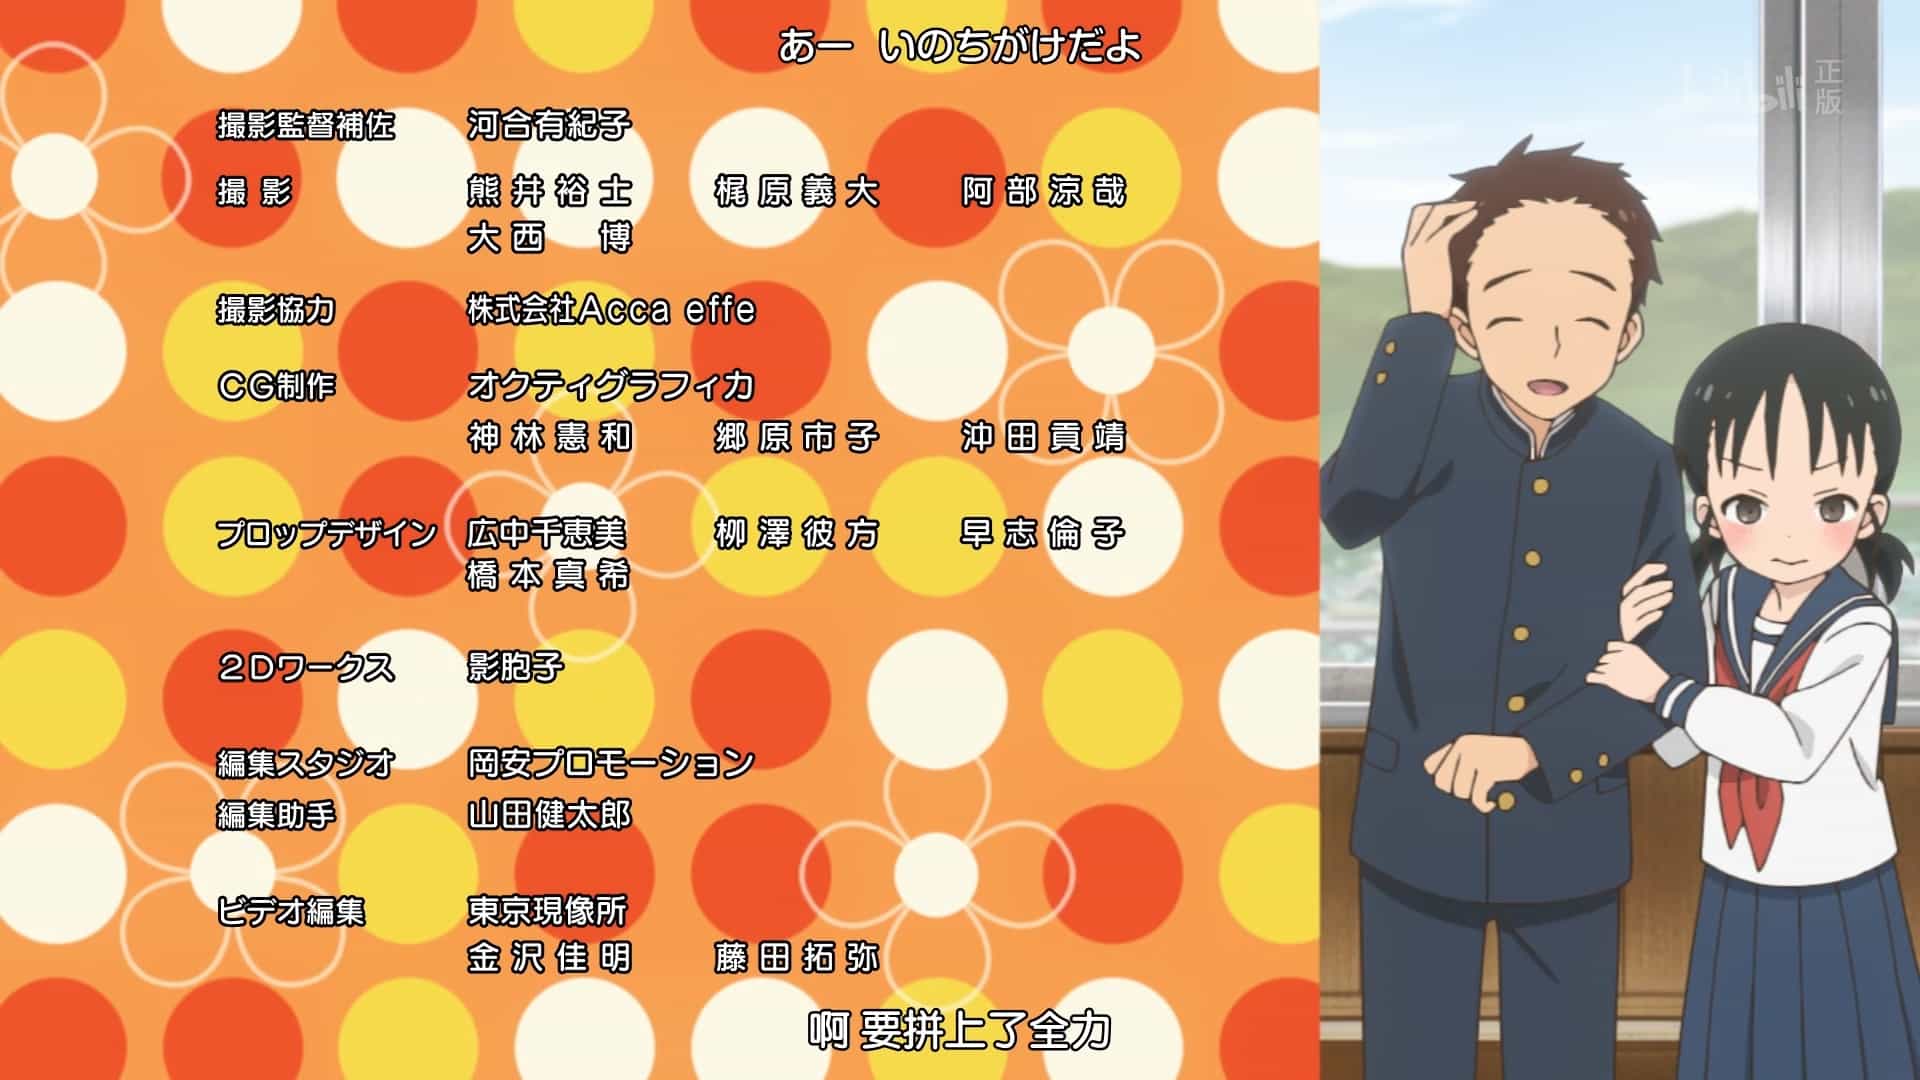 あー いのちがけだよ
bilibili 正版
撮影監督補佐 河合有紀子
撮影 熊井裕士 梶原義大 阿部涼哉
大西 博
撮影協力 株式会社Acca effe
CG制作 オクティグラフィカ
神林憲和 郷原市子 沖田貢靖
プロップデザイン 広中千恵美 柳澤彼方 早志倫子
橋本真希
2Dワークス 影胞子
編集スタジオ 岡安プロモーション
編集助手 山田健太郎
ビデオ編集 東京現像所
金沢佳明 藤田拓弥
啊 要拼上了全力